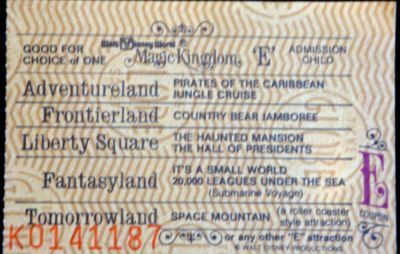 GOOD FOR CHOICE of ONE
Walt Disney World
Magic Kingdom, 'E'
ADMISSION CHILD
Adventureland
PIRATES OF THE CARIBBEAN
JUNGLE CRUISE
Frontierland
COUNTRY BEAR JAMBOREE
Liberty Square
THE HAUNTED MANSION
THE HALL OF PRESIDENTS
Fantasyland
IT'S A SMALL WORLD
20,000 LEAGUES UNDER THE SEA
(Submarine Voyage)
Tomorrowland
SPACE MOUNTAIN (a roller coaster style attraction)
or any other "E" attraction
© WALT DISNEY PRODUCTIONS
K0141187
E
COUPON